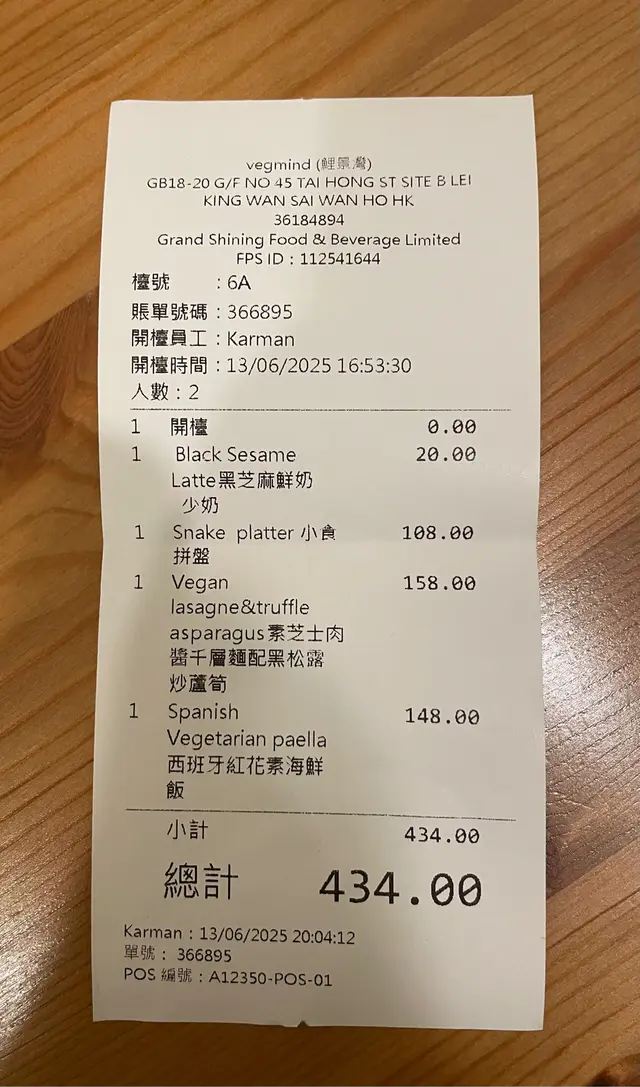 vegmind (鯉景灣)
GB18-20 G/F NO 45 TAI HONG ST SITE B LEI
KING WAN SAI WAN HO HK
36184894
Grand Shining Food & Beverage Limited
FPS ID : 112541644
檯號 : 6A
賬單號碼 : 366895
開檯員工 : Karman
開檯時間 : 13/06/2025 16:53:30
人數 : 2
1 開檯 0.00
1 Black Sesame 20.00
Latte黑芝麻鮮奶
少奶
1 Snake platter 小食 108.00
拼盤
1 Vegan 158.00
lasagne&truffle
asparagus素芝士肉
醬千層麵配黑松露
炒蘆筍
1 Spanish 148.00
Vegetarian paella
西班牙紅花素海鮮
飯
小計 434.00
總計 434.00
Karman : 13/06/2025 20:04:12
單號 : 366895
POS 編號 : A12350-POS-01